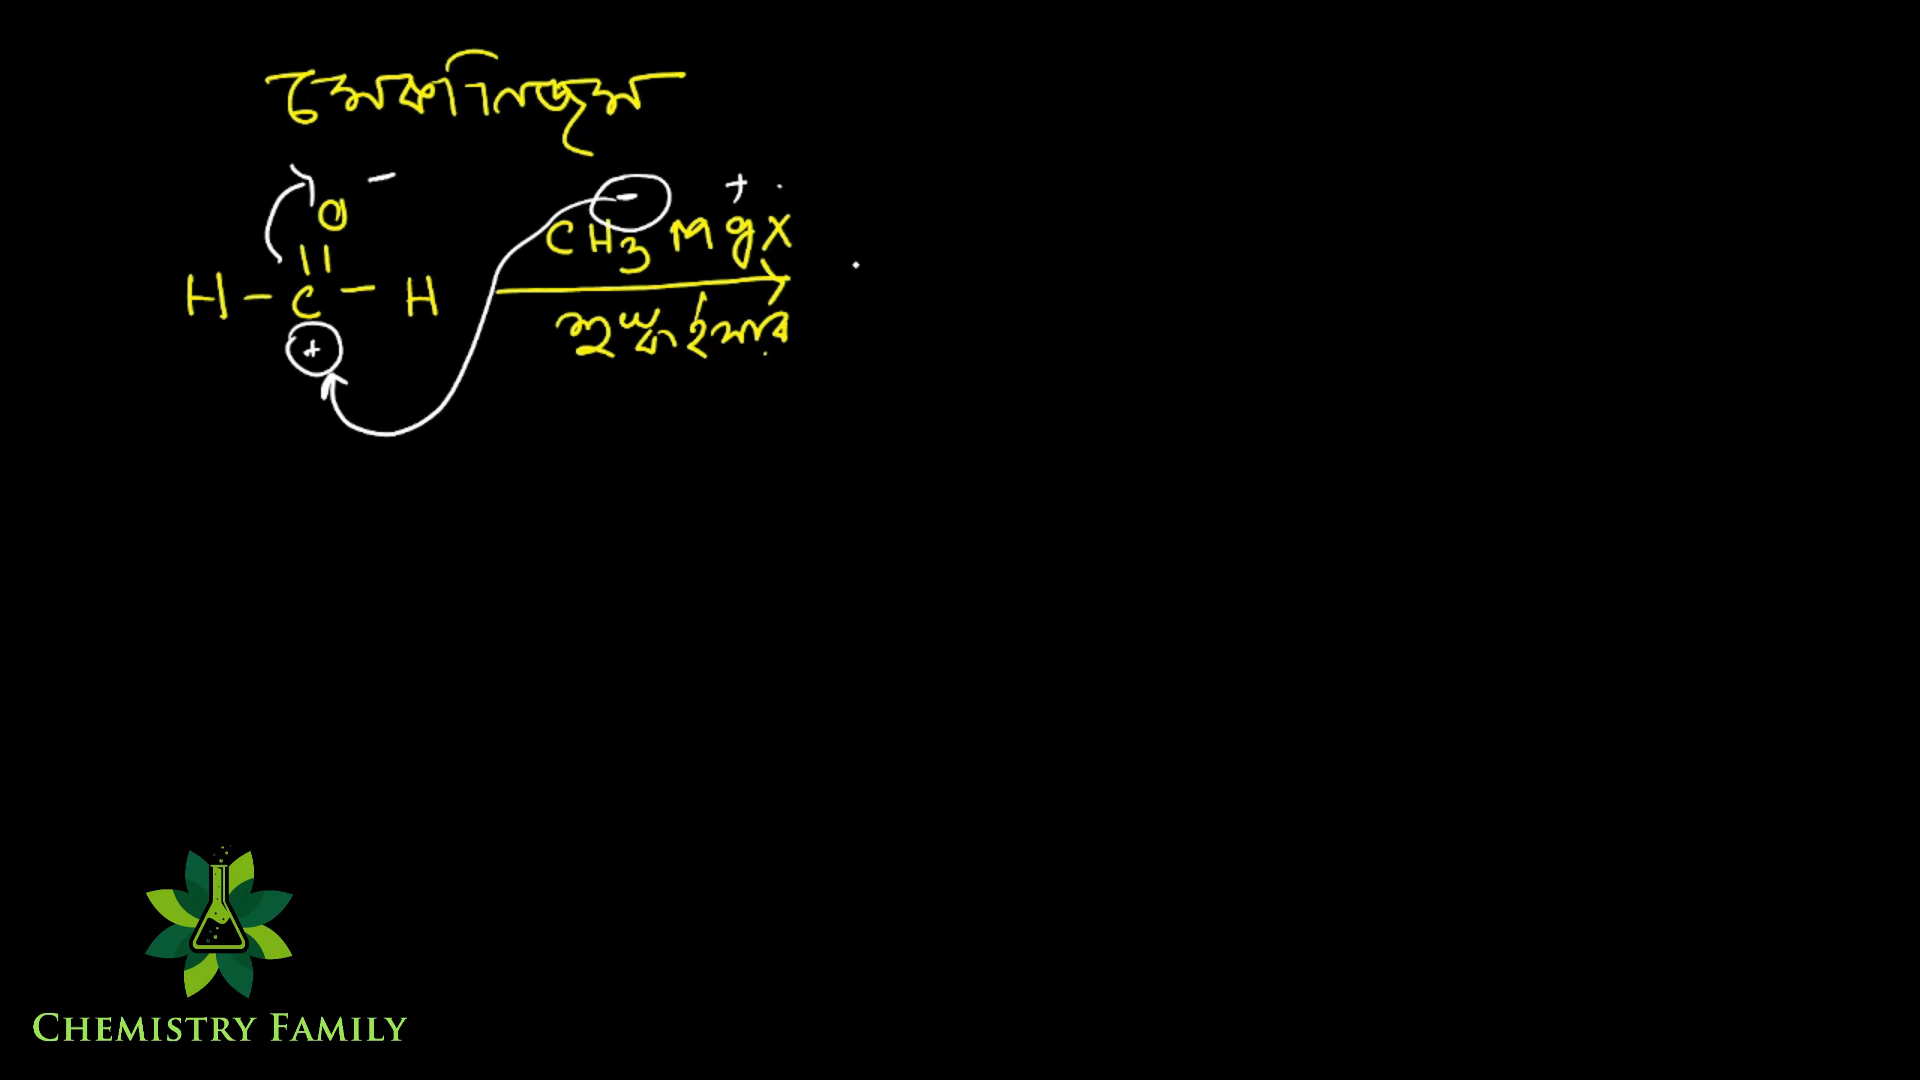 মেকানিজম
O –
||
H – C – H
+
CH3 MgX
– +
শুষ্ক ইথার
CHEMISTRY FAMILY